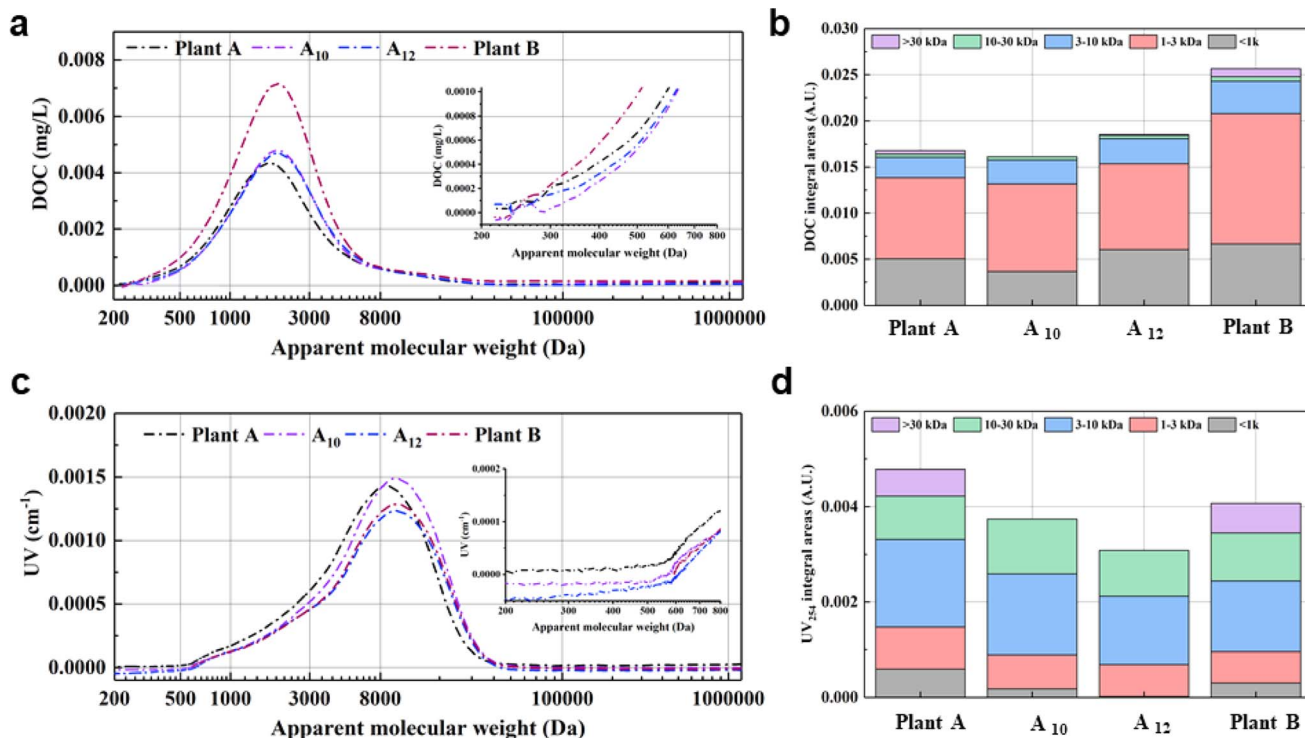 a
Plant A
A10
A12
Plant B
DOC (mg/L)
0.008
0.006
0.004
0.002
0.000
200
500
1000
3000
8000
100000
1000000
Apparent molecular weight (Da)
DOC (mg/L)
0.0010
0.0008
0.0006
0.0004
0.0002
0.0000
200
300
400
500
600
700
800
Apparent molecular weight (Da)
b
>30 kDa
10-30 kDa
3-10 kDa
1-3 kDa
<1k
DOC integral areas (A.U.)
0.030
0.025
0.020
0.015
0.010
0.005
0.000
Plant A
A 10
A 12
Plant B
c
Plant A
A10
A12
Plant B
UV (cm-1)
0.0020
0.0015
0.0010
0.0005
0.0000
200
500
1000
3000
8000
100000
1000000
Apparent molecular weight (Da)
UV (cm-1)
0.0002
0.0001
0.0000
200
300
400
500
600
700
800
Apparent molecular weight (Da)
d
>30 kDa
10-30 kDa
3-10 kDa
1-3 kDa
<1k
UV254 integral areas (A.U.)
0.006
0.004
0.002
0.000
Plant A
A 10
A 12
Plant B